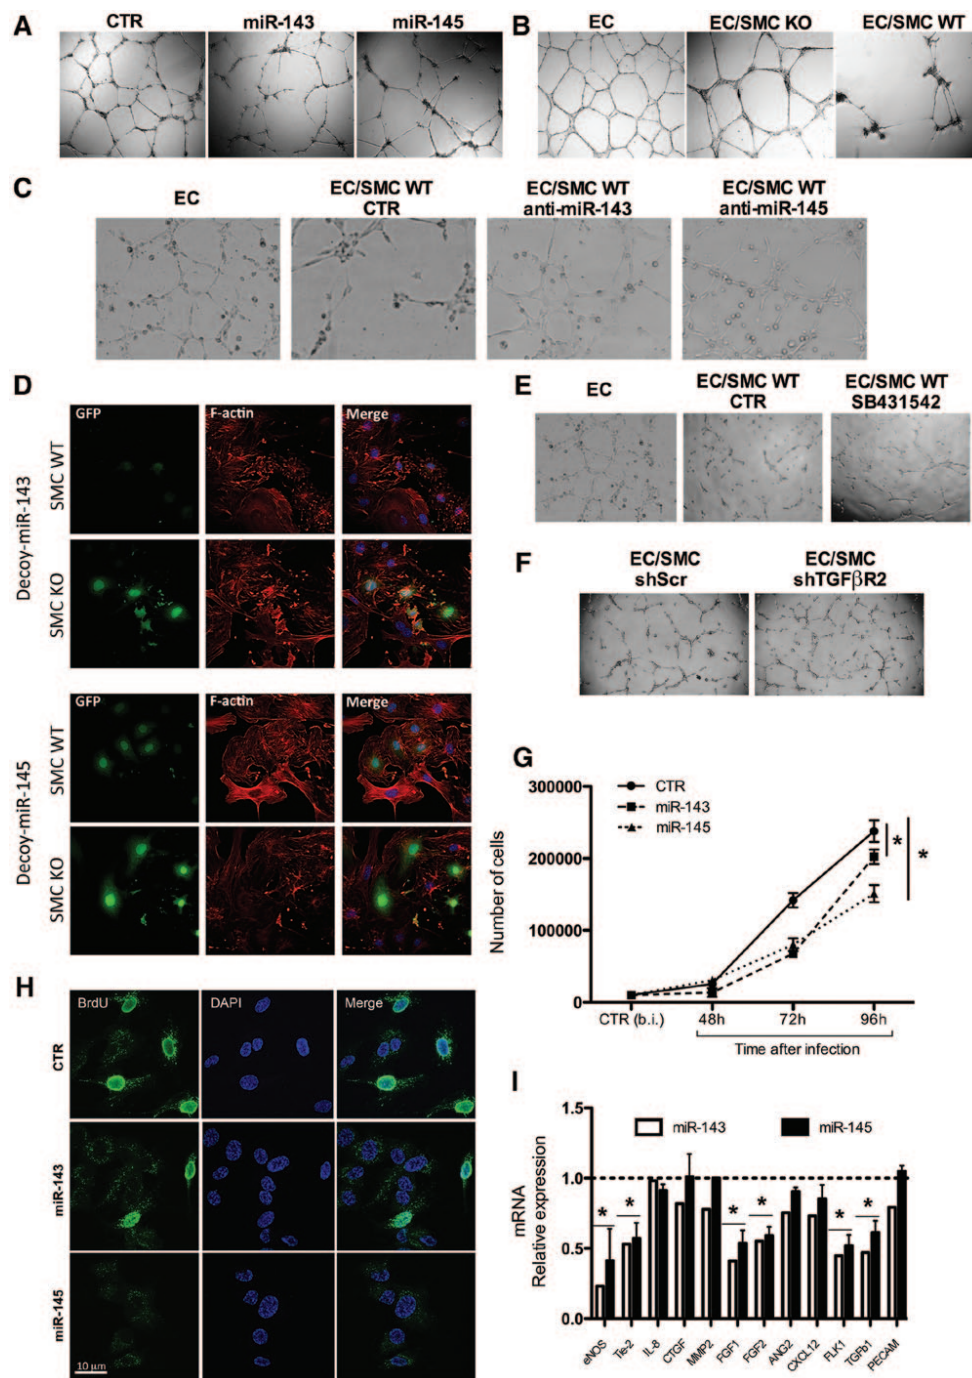 A
CTR
miR-143
miR-145
B
EC
EC/SMC KO
EC/SMC WT
C
EC
EC/SMC WT
CTR
EC/SMC WT
anti-miR-143
EC/SMC WT
anti-miR-145
D
GFP
F-actin
Merge
Decoy-miR-143
SMC WT
SMC KO
GFP
F-actin
Merge
Decoy-miR-145
SMC WT
SMC KO
E
EC
EC/SMC WT
CTR
EC/SMC WT
SB431542
F
EC/SMC
shScr
EC/SMC
shTGFβR2
G
300000
200000
100000
0
Number of cells
CTR
miR-143
miR-145
*
*
CTR (b.i.)
48h
72h
96h
Time after infection
H
BrdU
DAPI
Merge
CTR
miR-143
miR-145
10 µm
I
1.5
1.0
0.5
0.0
mRNA
Relative expression
miR-143
miR-145
* * * * * *
eNOS
Tie-2
IL-8
CTGF
MMP2
FGF1
FGF2
ANG2
CXCL12
FLK1
TGFb1
PECAM